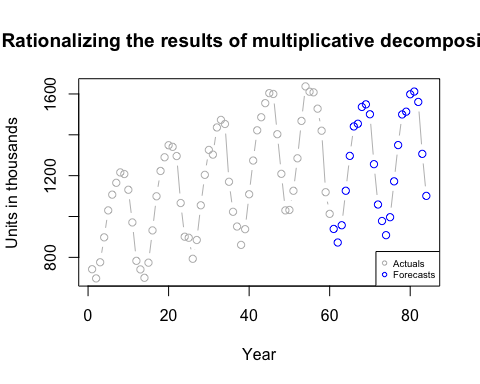 Rationalizing the results of multiplicative decomposi
Units in thousands
1600
1200
800
0
20
40
60
80
Year
Actuals
Forecasts